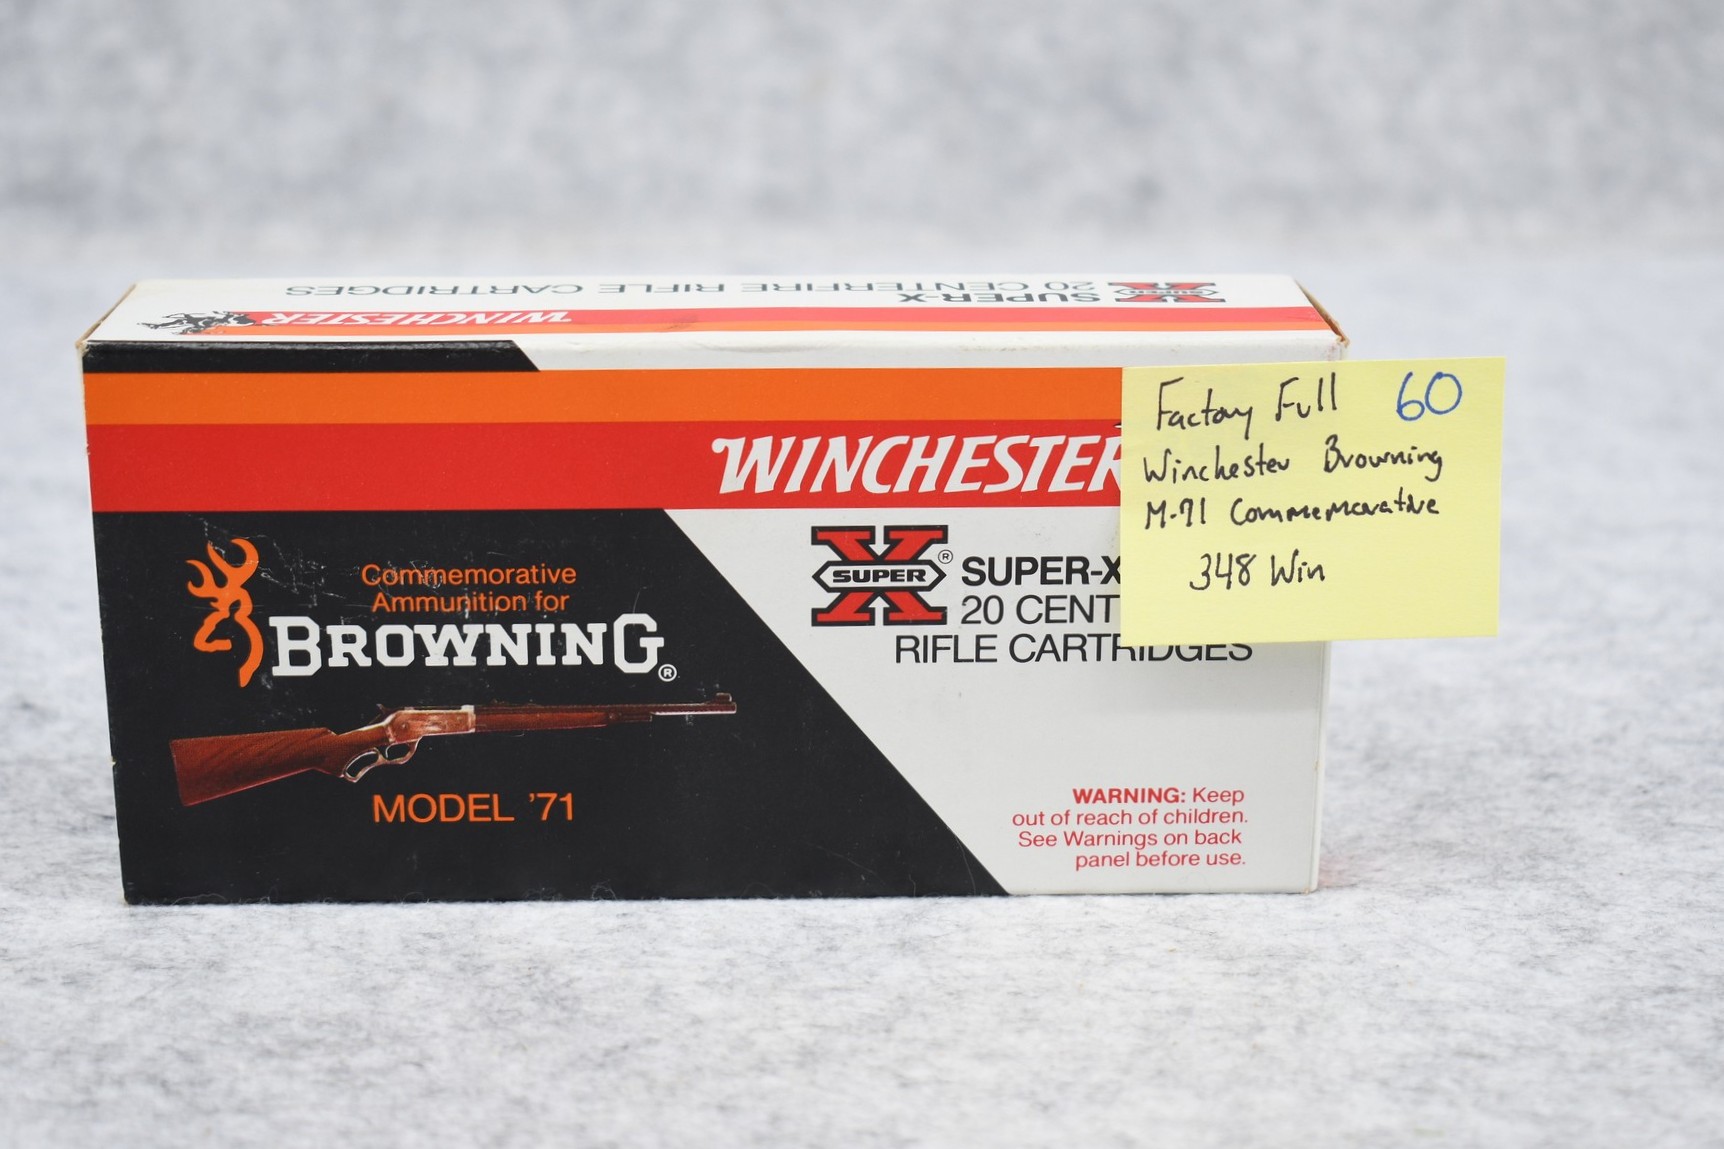 SUPER-X
20 CENTERFIRE RIFLE CARTRIDGES
X SUPER
WINCHESTER
WINCHESTER
Commemorative
Ammunition for
BROWNING®
MODEL '71
X SUPER ®
SUPER-X
20 CENT
RIFLE CARTRIDGES
WARNING: Keep
out of reach of children.
See Warnings on back
panel before use.
Factory Full 60
Winchester Browning
M-71 Commemorative
348 Win